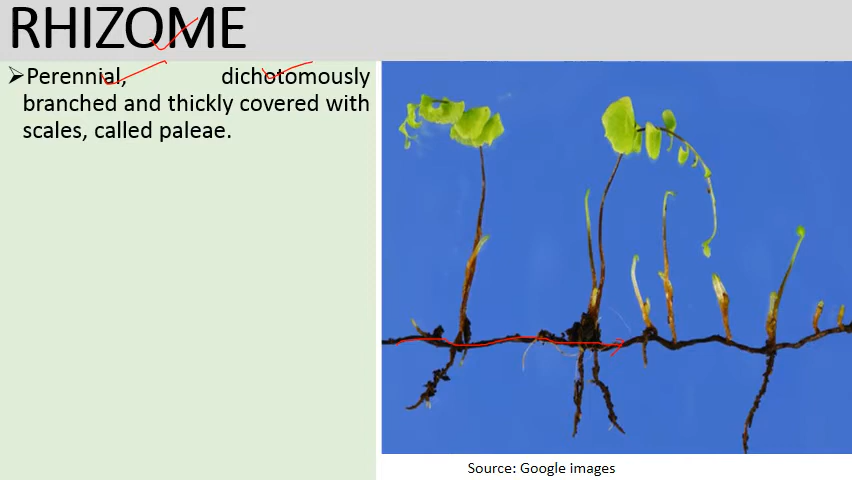 RHIZOME
➢Perennial, dichotomously
branched and thickly covered with
scales, called paleae.
Source: Google images